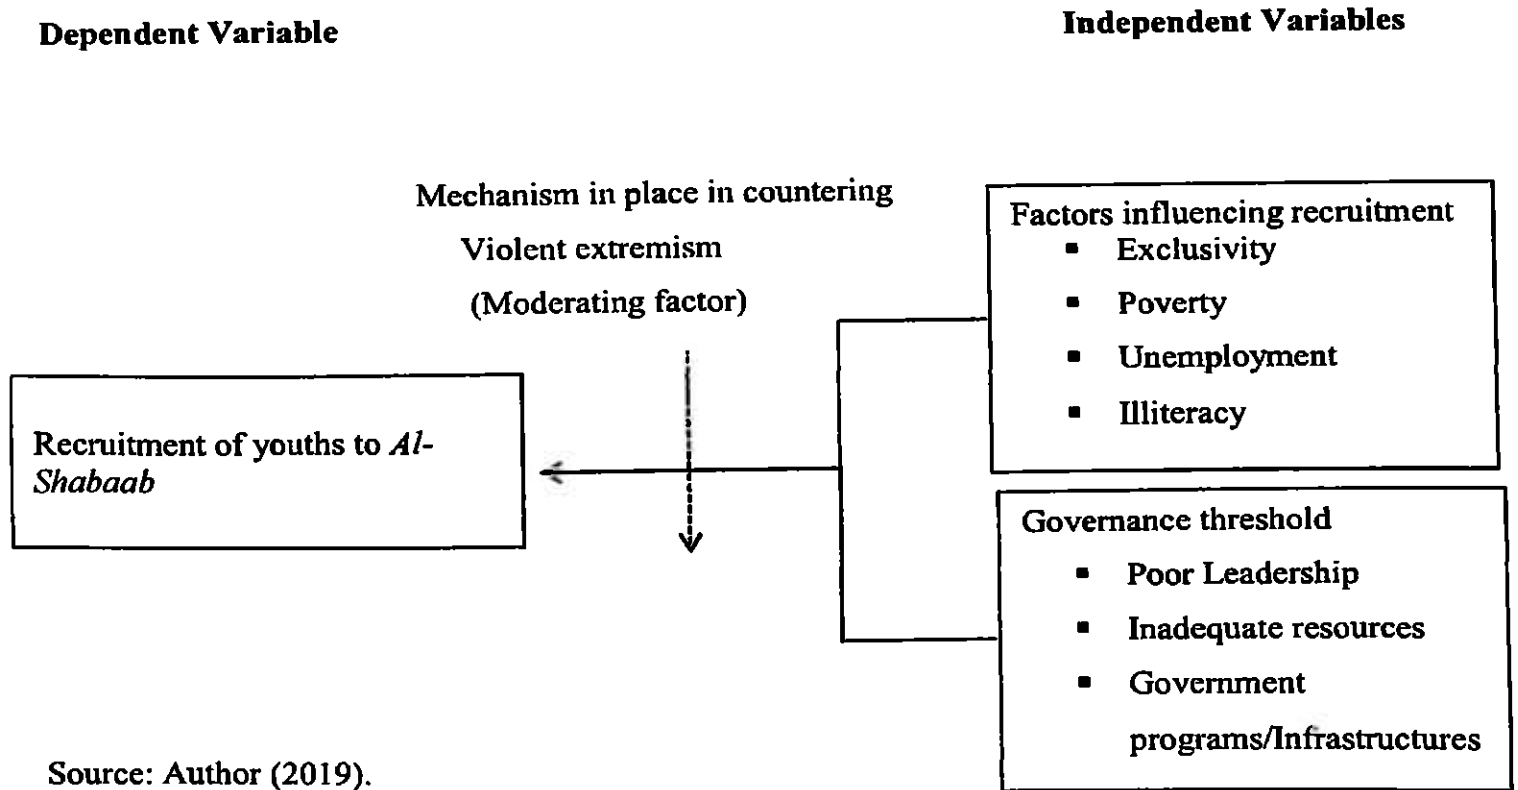 Dependent Variable
Independent Variables
Mechanism in place in countering
Violent extremism
(Moderating factor)
Factors influencing recruitment
▪ Exclusivity
▪ Poverty
▪ Unemployment
▪ Illiteracy
Recruitment of youths to Al-
Shabaab
Governance threshold
▪ Poor Leadership
▪ Inadequate resources
▪ Government
programs/Infrastructures
Source: Author (2019).